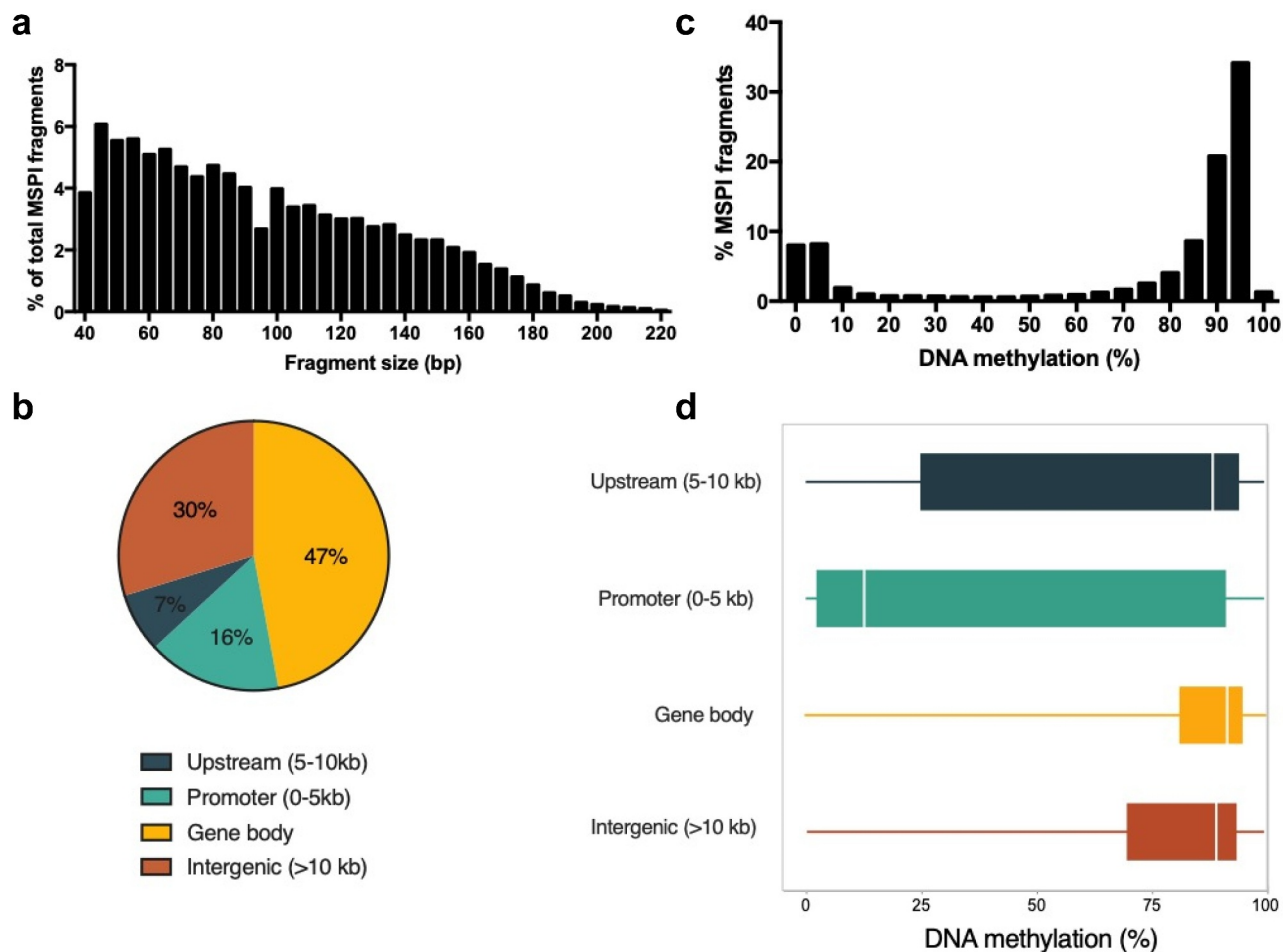 a
% of total MSPI fragments
8
6
4
2
0
40 60 80 100 120 140 160 180 200 220
Fragment size (bp)
c
% MSPI fragments
40
30
20
10
0
0 10 20 30 40 50 60 70 80 90 100
DNA methylation (%)
b
30%
47%
7%
16%
Upstream (5-10kb)
Promoter (0-5kb)
Gene body
Intergenic (>10 kb)
d
Upstream (5-10 kb)
Promoter (0-5 kb)
Gene body
Intergenic (>10 kb)
0 25 50 75 100
DNA methylation (%)